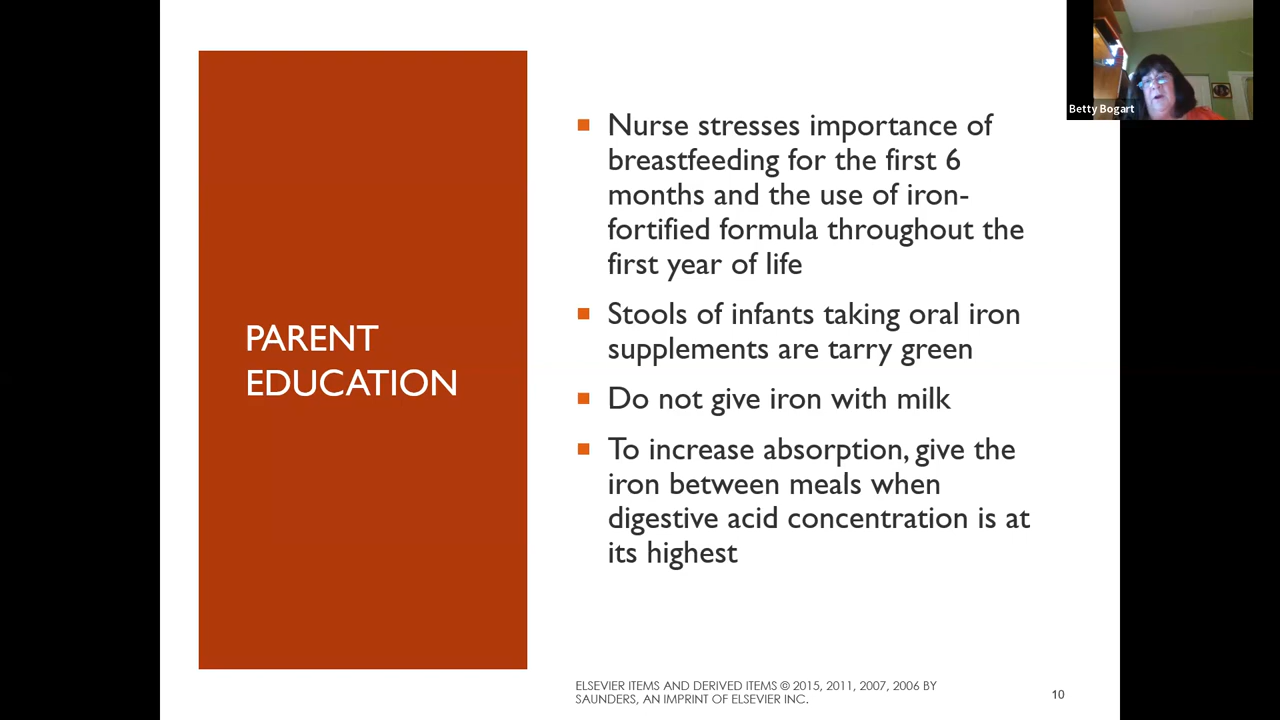 PARENT
EDUCATION
Nurse stresses importance of
breastfeeding for the first 6
months and the use of iron-
fortified formula throughout the
first year of life
Stools of infants taking oral iron
supplements are tarry green
Do not give iron with milk
To increase absorption, give the
iron between meals when
digestive acid concentration is at
its highest
ELSEVIER ITEMS AND DERIVED ITEMS © 2015, 2011, 2007, 2006 BY
SAUNDERS, AN IMPRINT OF ELSEVIER INC.
10
Betty Bogart